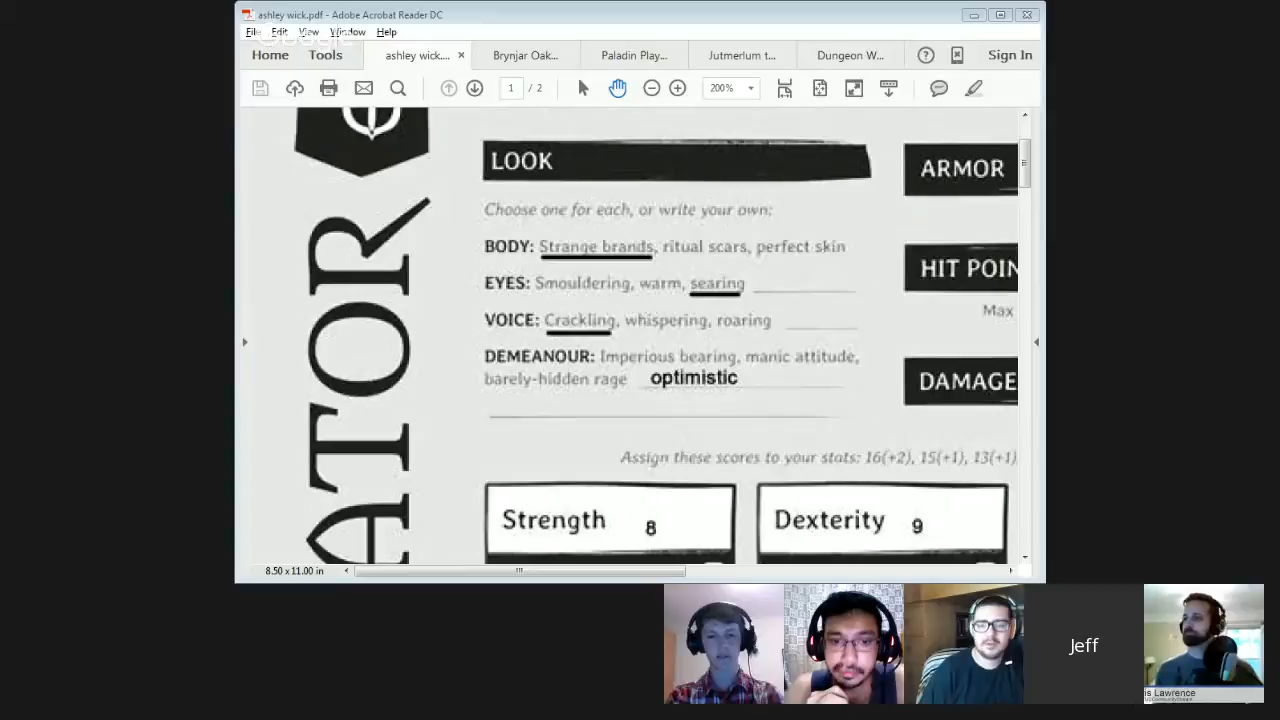 ashley wick.pdf - Adobe Acrobat Reader DC
File Edit View Window Help
Google
Home Tools ashley wick.... × Brynjar Oak... Paladin Play... Jutmerlum t... Dungeon W... Sign In
1 / 2 200%
LOOK
ARMOR
Choose one for each, or write your own:
BODY: Strange brands, ritual scars, perfect skin
HIT POIN
EYES: Smouldering, warm, searing
Max
VOICE: Crackling, whispering, roaring
DEMEANOUR: Imperious bearing, manic attitude,
barely-hidden rage optimistic
DAMAGE
ATOR
Assign these scores to your stats: 16(+2), 15(+1), 13(+1)
Strength 8
Dexterity 9
8.50 x 11.00 in
Jeff
is Lawrence